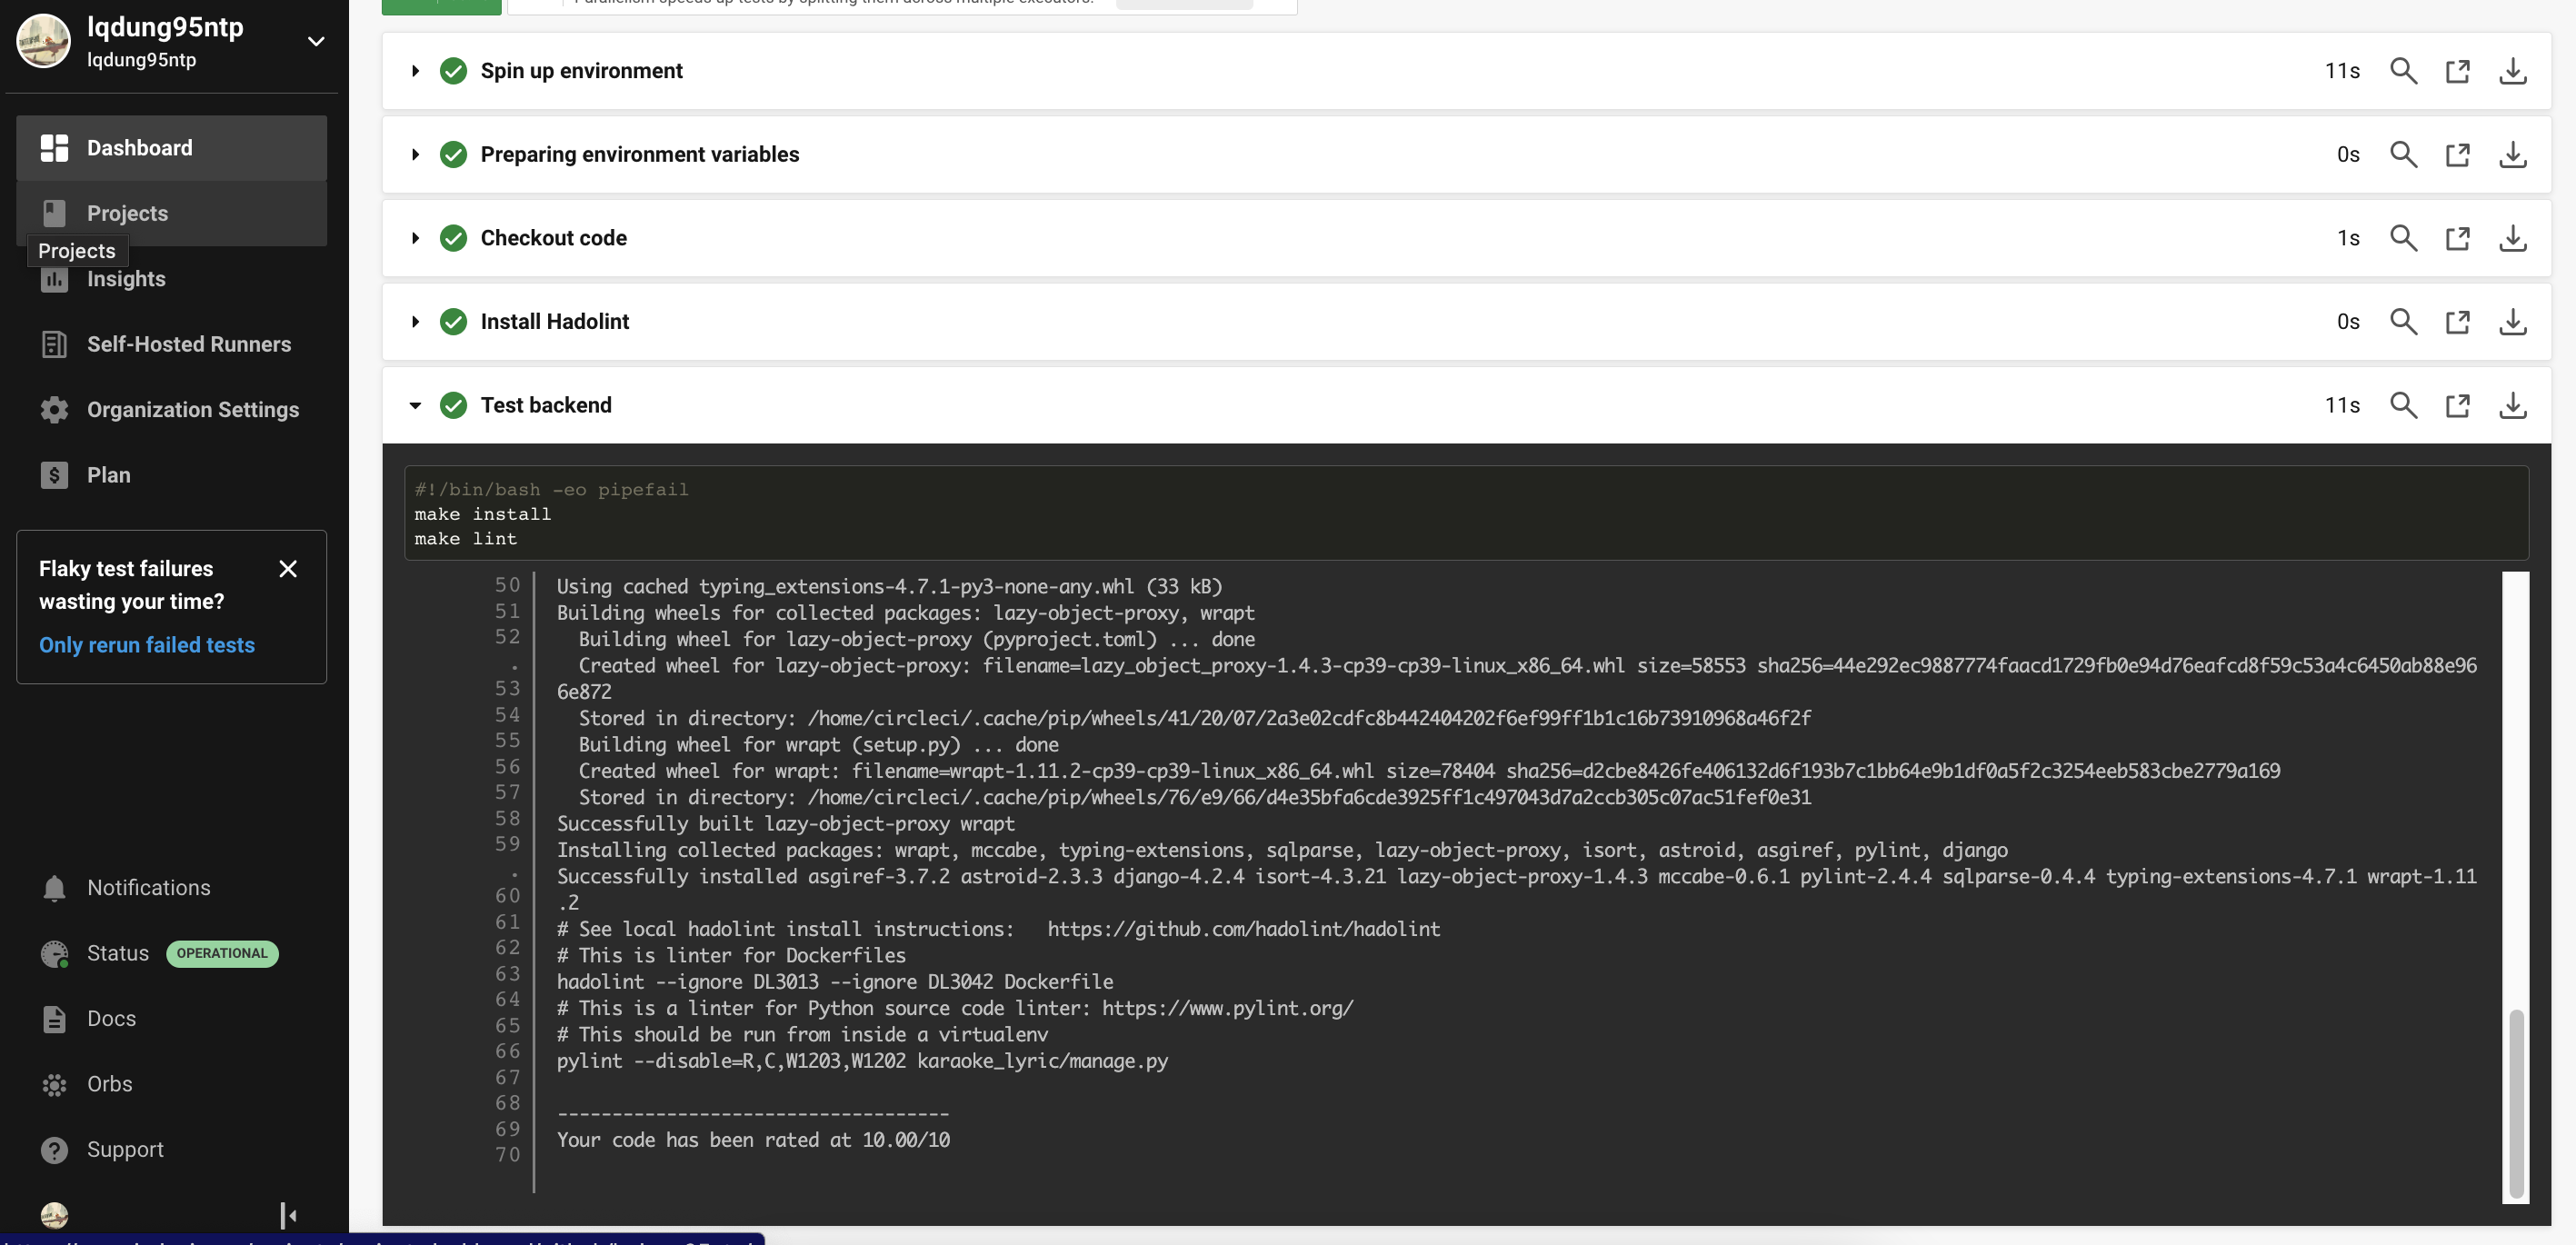 lqdung95ntp
lqdung95ntp
Dashboard
Projects
Projects
Insights
Self-Hosted Runners
Organization Settings
Plan
Flaky test failures
wasting your time?
Only rerun failed tests
Notifications
Status OPERATIONAL
Docs
Orbs
Support
Parallelism speeds up tests by splitting them across multiple executors.
Spin up environment 11s
Preparing environment variables 0s
Checkout code 1s
Install Hadolint 0s
Test backend 11s
#!/bin/bash -eo pipefail
make install
make lint
50 Using cached typing_extensions-4.7.1-py3-none-any.whl (33 kB)
51 Building wheels for collected packages: lazy-object-proxy, wrapt
52 Building wheel for lazy-object-proxy (pyproject.toml) ... done
. Created wheel for lazy-object-proxy: filename=lazy_object_proxy-1.4.3-cp39-cp39-linux_x86_64.whl size=58553 sha256=44e292ec9887774faacd1729fb0e94d76eafcd8f59c53a4c6450ab88e96
53 6e872
54 Stored in directory: /home/circleci/.cache/pip/wheels/41/20/07/2a3e02cdfc8b442404202f6ef99ff1b1c16b73910968a46f2f
55 Building wheel for wrapt (setup.py) ... done
56 Created wheel for wrapt: filename=wrapt-1.11.2-cp39-cp39-linux_x86_64.whl size=78404 sha256=d2cbe8426fe406132d6f193b7c1bb64e9b1df0a5f2c3254eeb583cbe2779a169
57 Stored in directory: /home/circleci/.cache/pip/wheels/76/e9/66/d4e35bfa6cde3925ff1c497043d7a2ccb305c07ac51fef0e31
58 Successfully built lazy-object-proxy wrapt
59 Installing collected packages: wrapt, mccabe, typing-extensions, sqlparse, lazy-object-proxy, isort, astroid, asgiref, pylint, django
. Successfully installed asgiref-3.7.2 astroid-2.3.3 django-4.2.4 isort-4.3.21 lazy-object-proxy-1.4.3 mccabe-0.6.1 pylint-2.4.4 sqlparse-0.4.4 typing-extensions-4.7.1 wrapt-1.11
60 .2
61 # See local hadolint install instructions:   https://github.com/hadolint/hadolint
62 # This is linter for Dockerfiles
63 hadolint --ignore DL3013 --ignore DL3042 Dockerfile
64 # This is a linter for Python source code linter: https://www.pylint.org/
65 # This should be run from inside a virtualenv
66 pylint --disable=R,C,W1203,W1202 karaoke_lyric/manage.py
67
68 ------------------------------------
69 Your code has been rated at 10.00/10
70